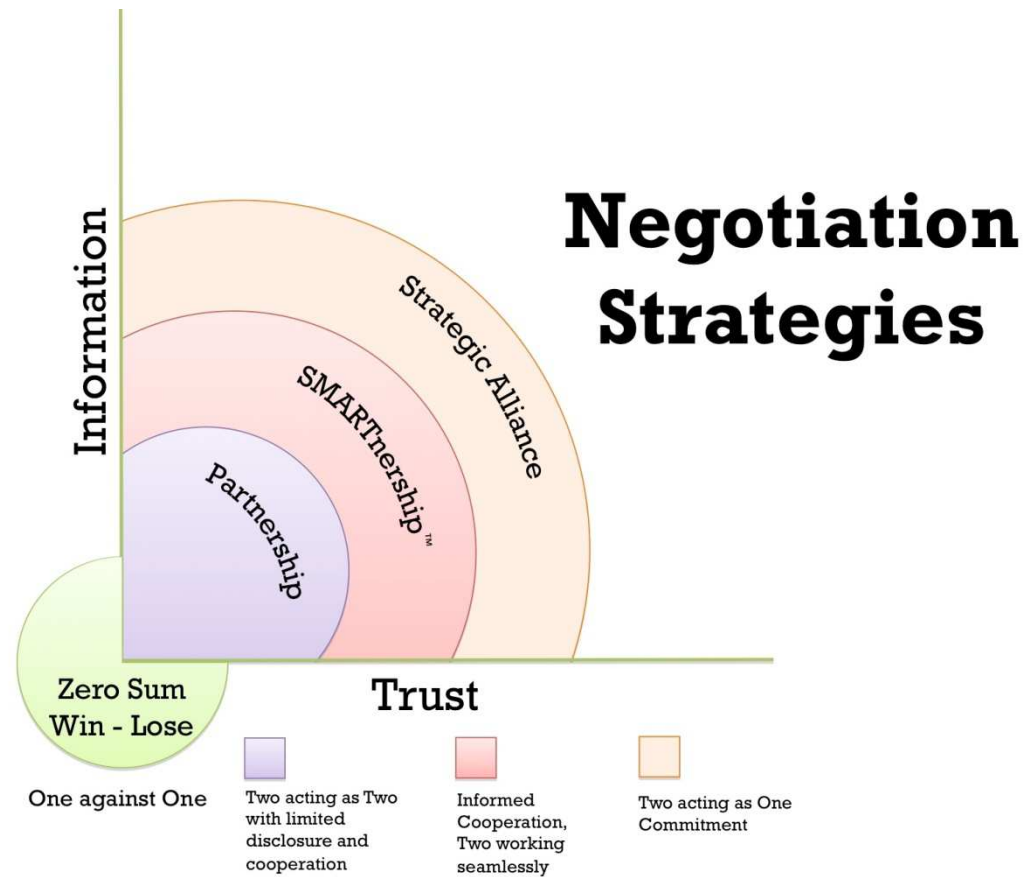 Negotiation
Strategies
Information
Strategic Alliance
SMARTnership™
Partnership
Zero Sum
Win - Lose
Trust
One against One
Two acting as Two
with limited
disclosure and
cooperation
Informed
Cooperation,
Two working
seamlessly
Two acting as One
Commitment